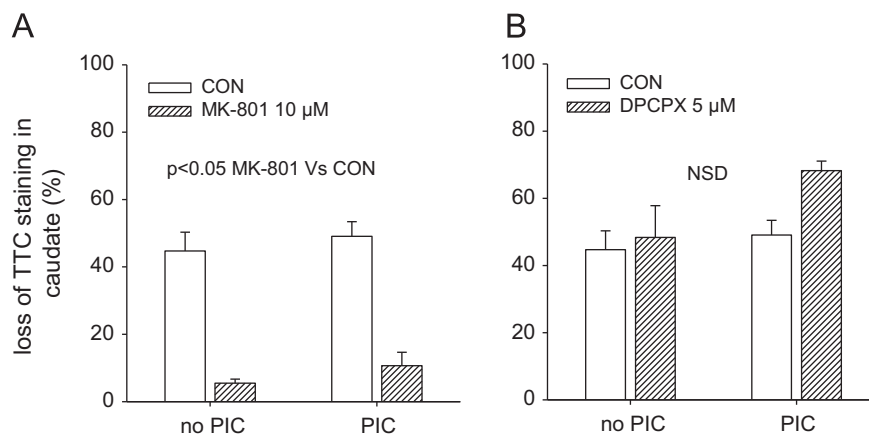 A
100
80
60
40
20
0
loss of TTC staining in
caudate (%)
CON
MK-801 10 μM
p<0.05 MK-801 Vs CON
no PIC
PIC
B
100
80
60
40
20
0
CON
DPCPX 5 μM
NSD
no PIC
PIC